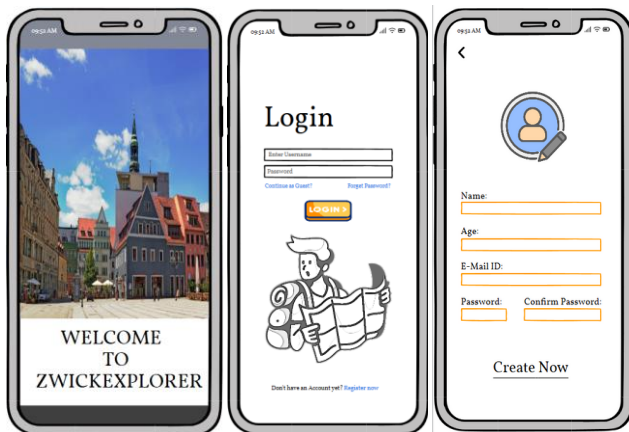 09:52 AM
WELCOME
TO
ZWICKEXPLORER
09:52 AM
Login
Enter Username
Password
Continue as Guest? Forget Password?
LOGIN >
Don't have an Account yet? Register now
09:52 AM
Name:
Age:
E-Mail ID:
Password: Confirm Password:
Create Now